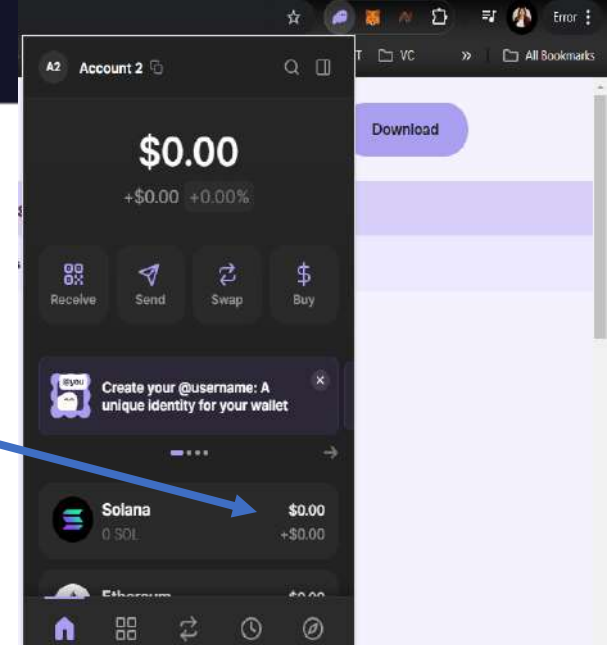 Error
T VC » All Bookmarks
A2 Account 2
Download
$0.00
+$0.00 +0.00%
Receive Send Swap Buy
@you
Create your @username: A
unique identity for your wallet
Solana $0.00
0 SOL +$0.00
Ethereum $0.00